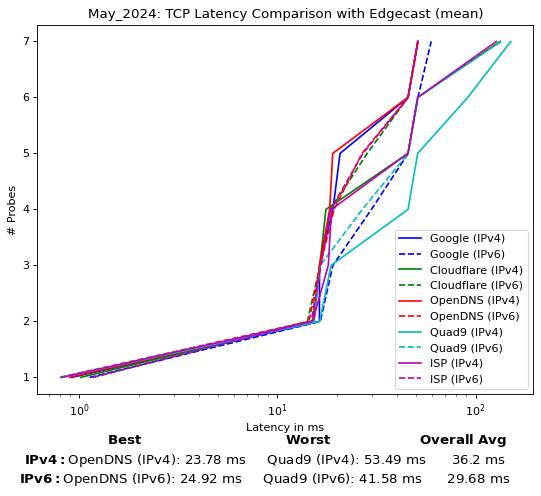 May_2024: TCP Latency Comparison with Edgecast (mean)
7
6
5
4
3
2
1
# Probes
Google (IPv4)
Google (IPv6)
Cloudflare (IPv4)
Cloudflare (IPv6)
OpenDNS (IPv4)
OpenDNS (IPv6)
Quad9 (IPv4)
Quad9 (IPv6)
ISP (IPv4)
ISP (IPv6)
10⁰ 10¹ 10²
Latency in ms
Best Worst Overall Avg
IPv4: OpenDNS (IPv4): 23.78 ms Quad9 (IPv4): 53.49 ms 36.2 ms
IPv6: OpenDNS (IPv6): 24.92 ms Quad9 (IPv6): 41.58 ms 29.68 ms